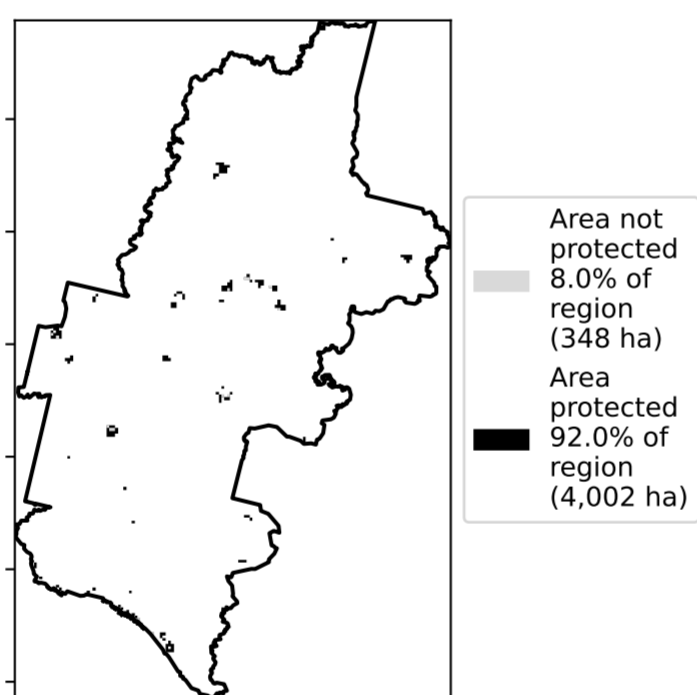 Area not
protected
8.0% of
region
(348 ha)
Area
protected
92.0% of
region
(4,002 ha)